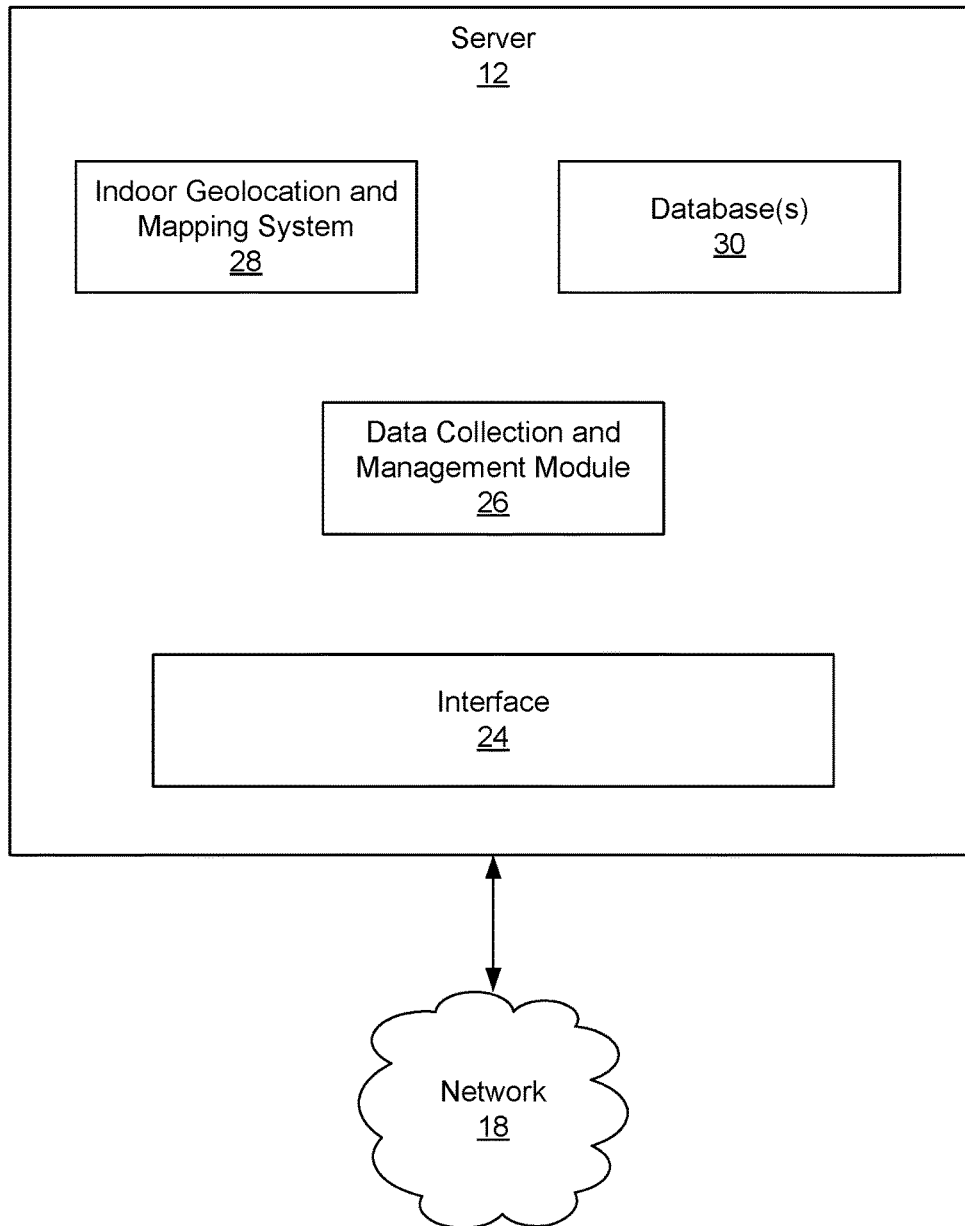 Server
12
Indoor Geolocation and
Mapping System
28
Database(s)
30
Data Collection and
Management Module
26
Interface
24
Network
18